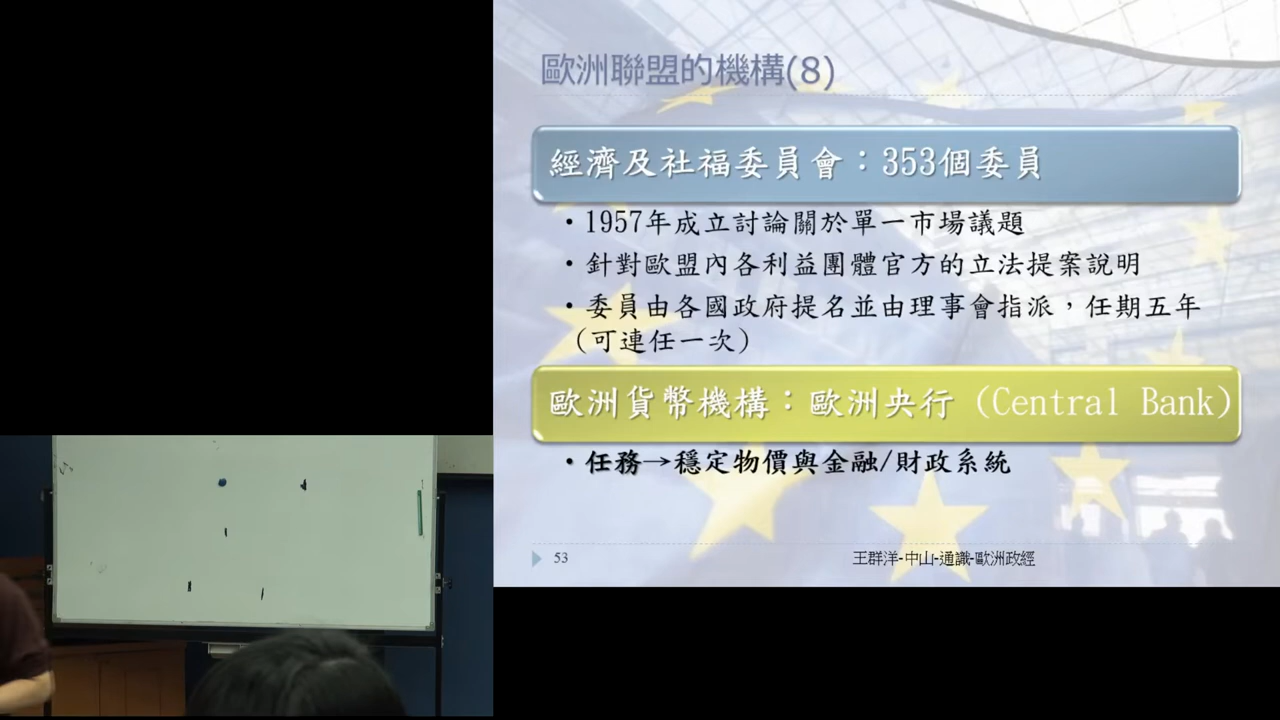 歐洲聯盟的機構(8)
經濟及社福委員會：353個委員
・1957年成立討論關於單一市場議題
・針對歐盟內各利益團體官方的立法提案說明
・委員由各國政府提名並由理事會指派，任期五年
(可連任一次)
歐洲貨幣機構：歐洲央行 (Central Bank)
・任務→穩定物價與金融/財政系統
53
王群洋-中山-通識-歐洲政經